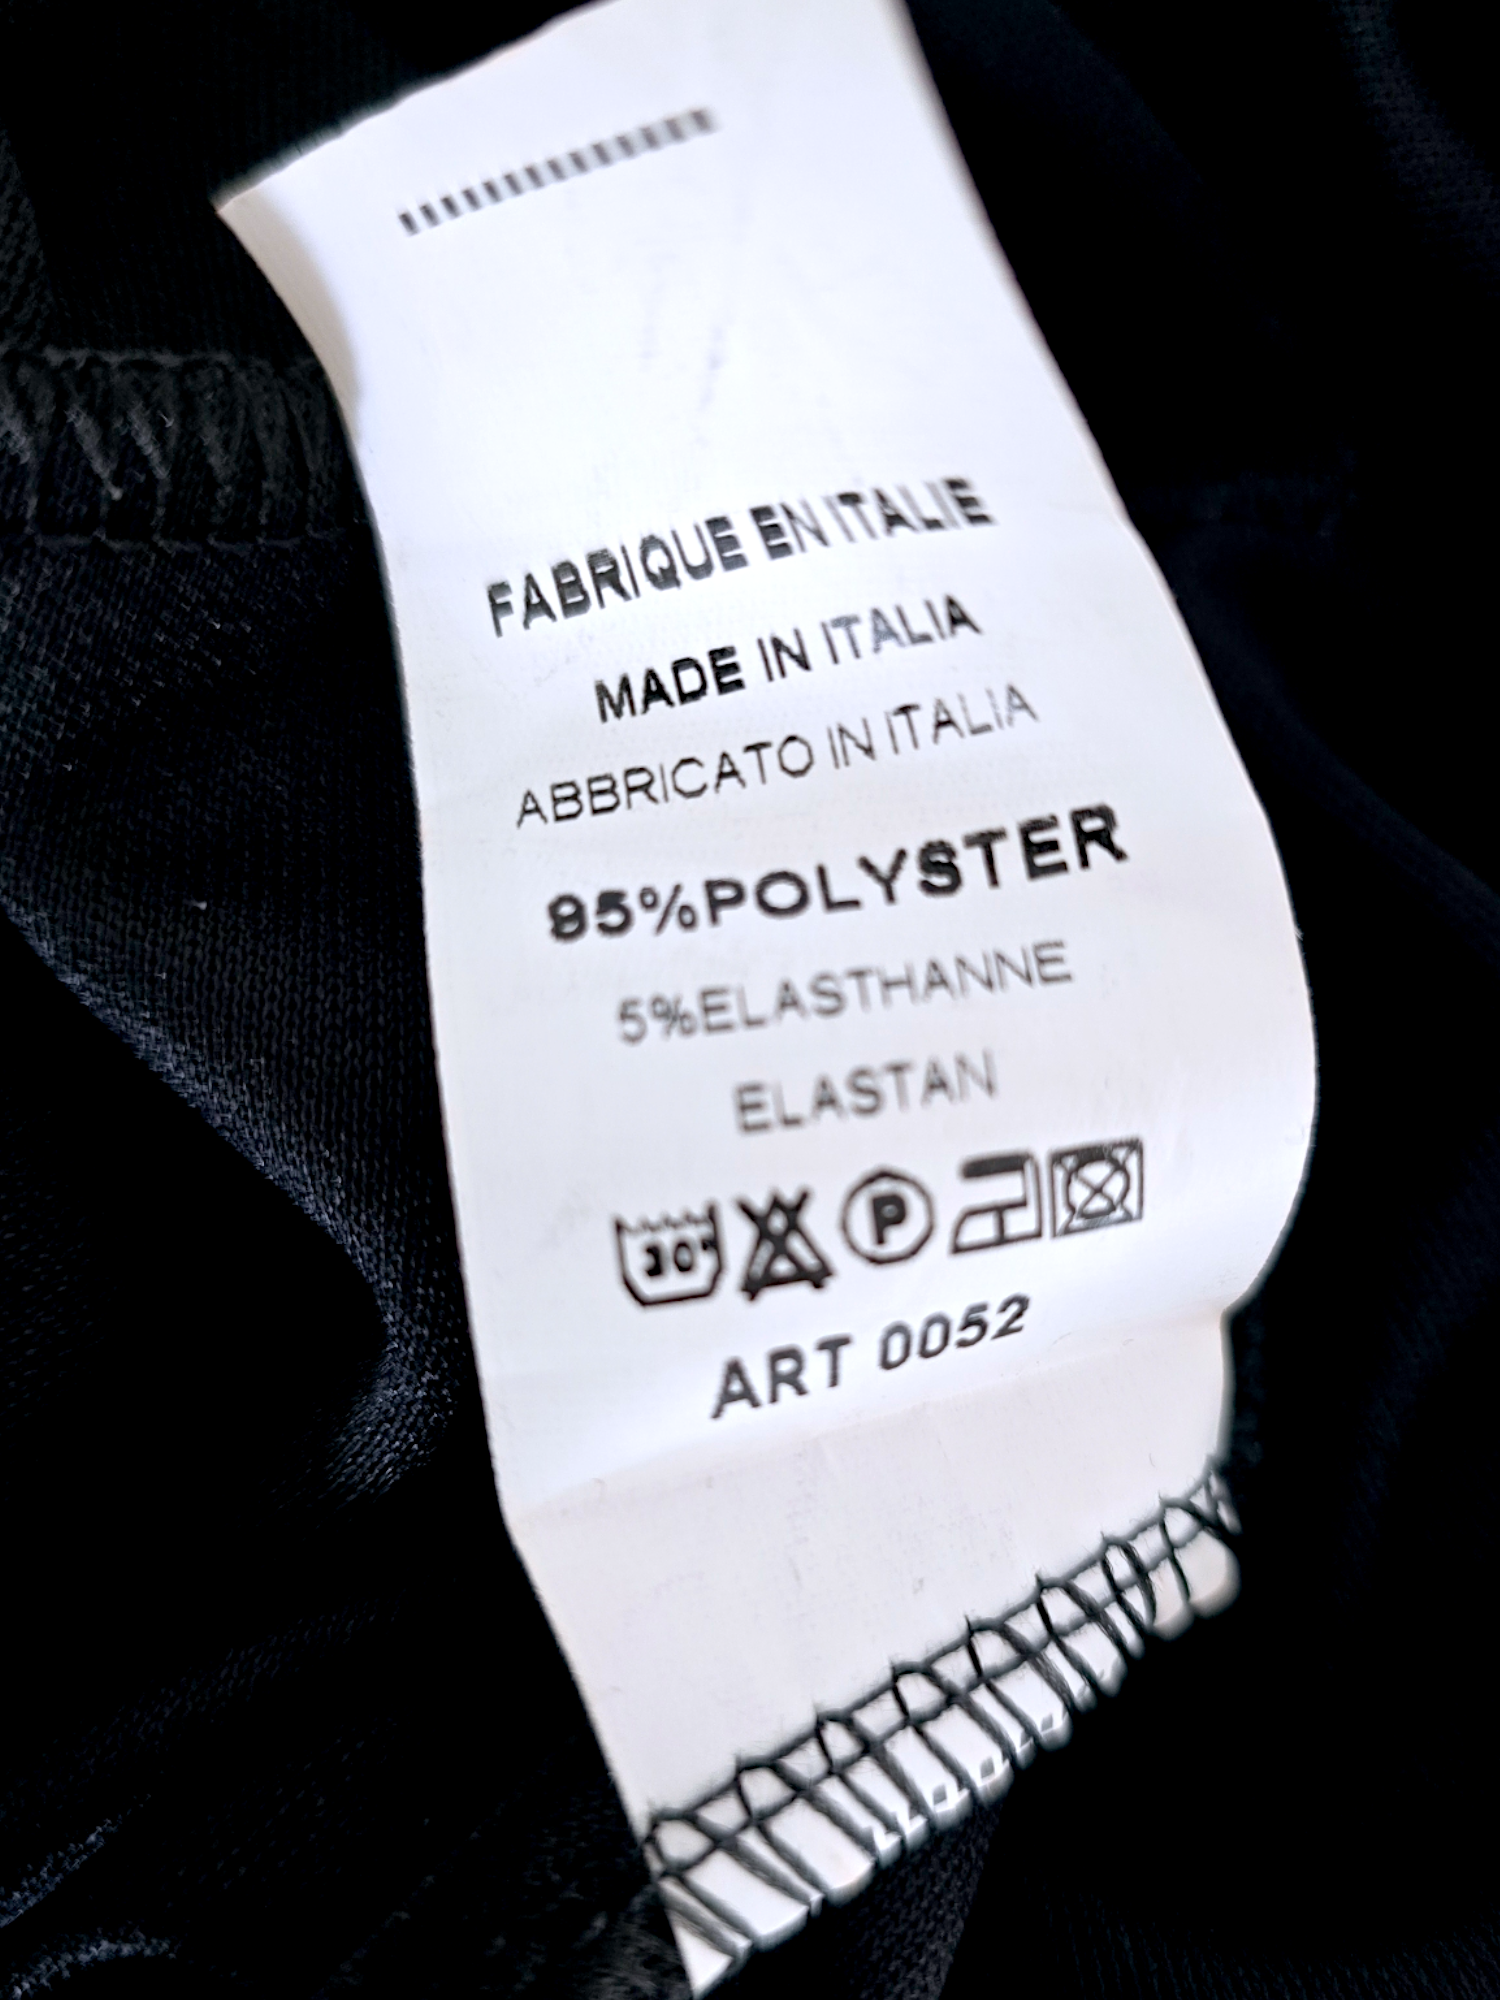 FABRIQUE EN ITALIE
MADE IN ITALIA
ABBRICATO IN ITALIA
95%POLYSTER
5%ELASTHANNE
ELASTAN
30°
P
ART 0052